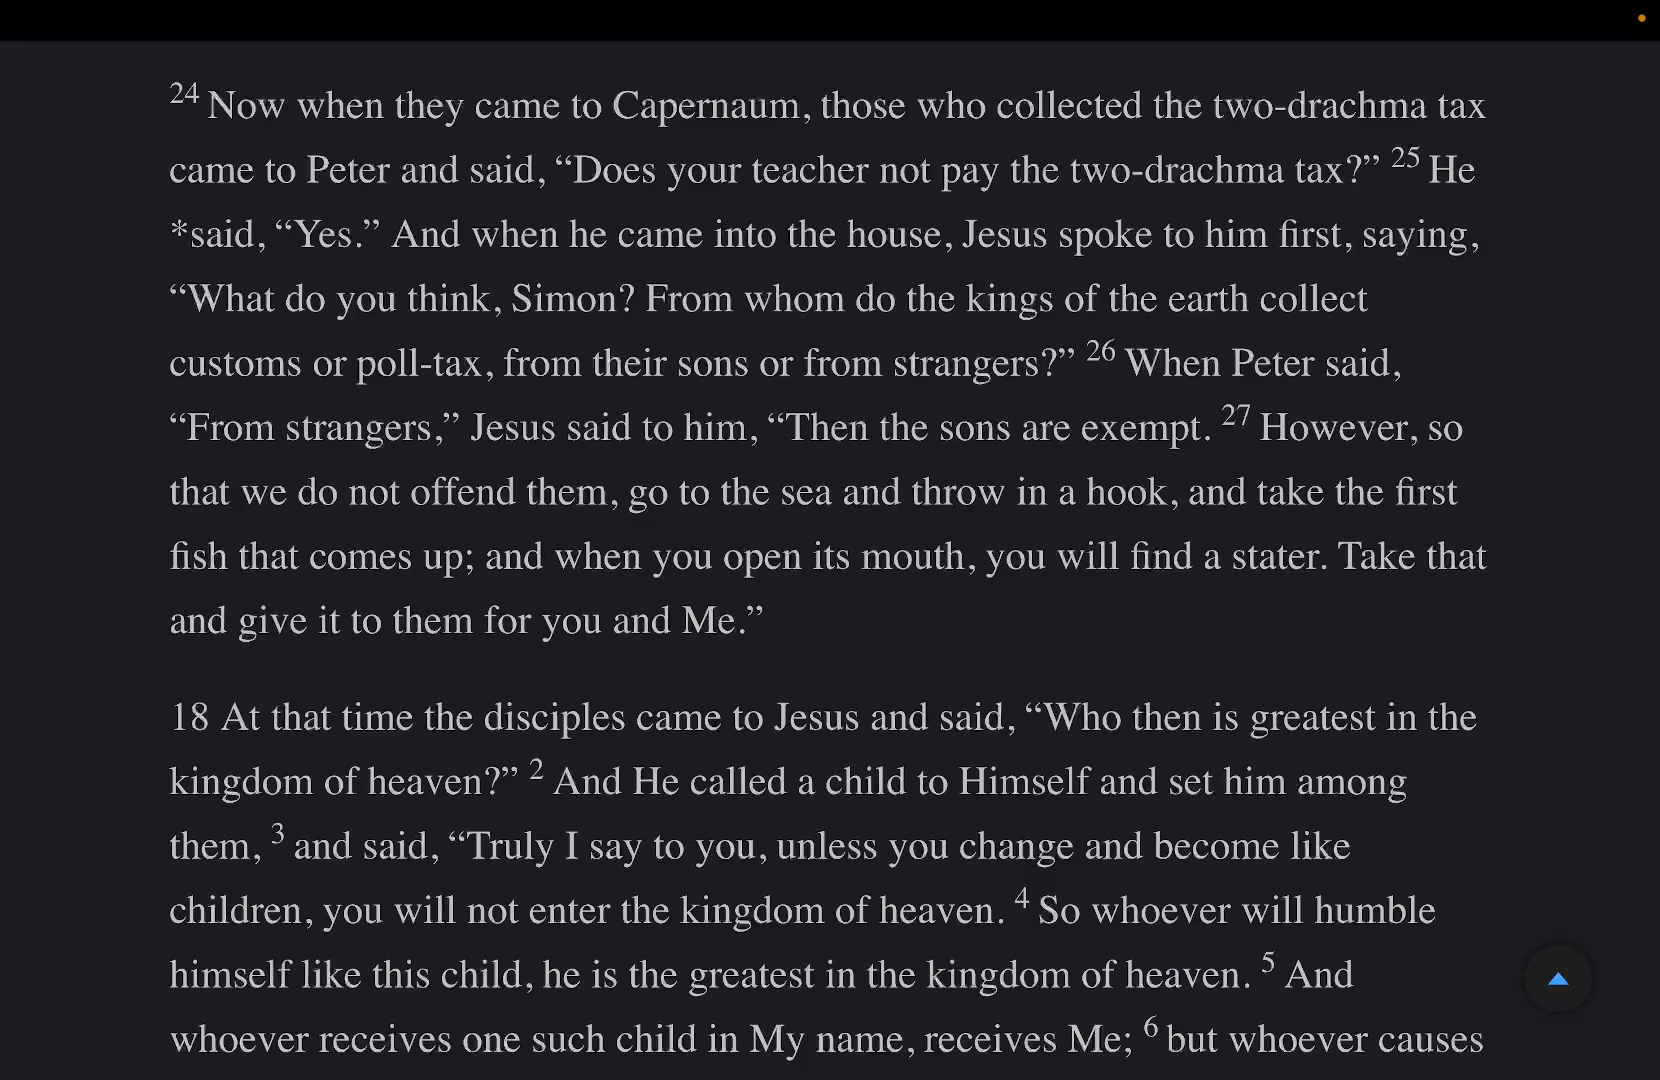 24 Now when they came to Capernaum, those who collected the two-drachma tax
came to Peter and said, “Does your teacher not pay the two-drachma tax?” 25 He
*said, “Yes.” And when he came into the house, Jesus spoke to him first, saying,
“What do you think, Simon? From whom do the kings of the earth collect
customs or poll-tax, from their sons or from strangers?” 26 When Peter said,
“From strangers,” Jesus said to him, “Then the sons are exempt. 27 However, so
that we do not offend them, go to the sea and throw in a hook, and take the first
fish that comes up; and when you open its mouth, you will find a stater. Take that
and give it to them for you and Me.”
18 At that time the disciples came to Jesus and said, “Who then is greatest in the
kingdom of heaven?” 2 And He called a child to Himself and set him among
them, 3 and said, “Truly I say to you, unless you change and become like
children, you will not enter the kingdom of heaven. 4 So whoever will humble
himself like this child, he is the greatest in the kingdom of heaven. 5 And
whoever receives one such child in My name, receives Me; 6 but whoever causes